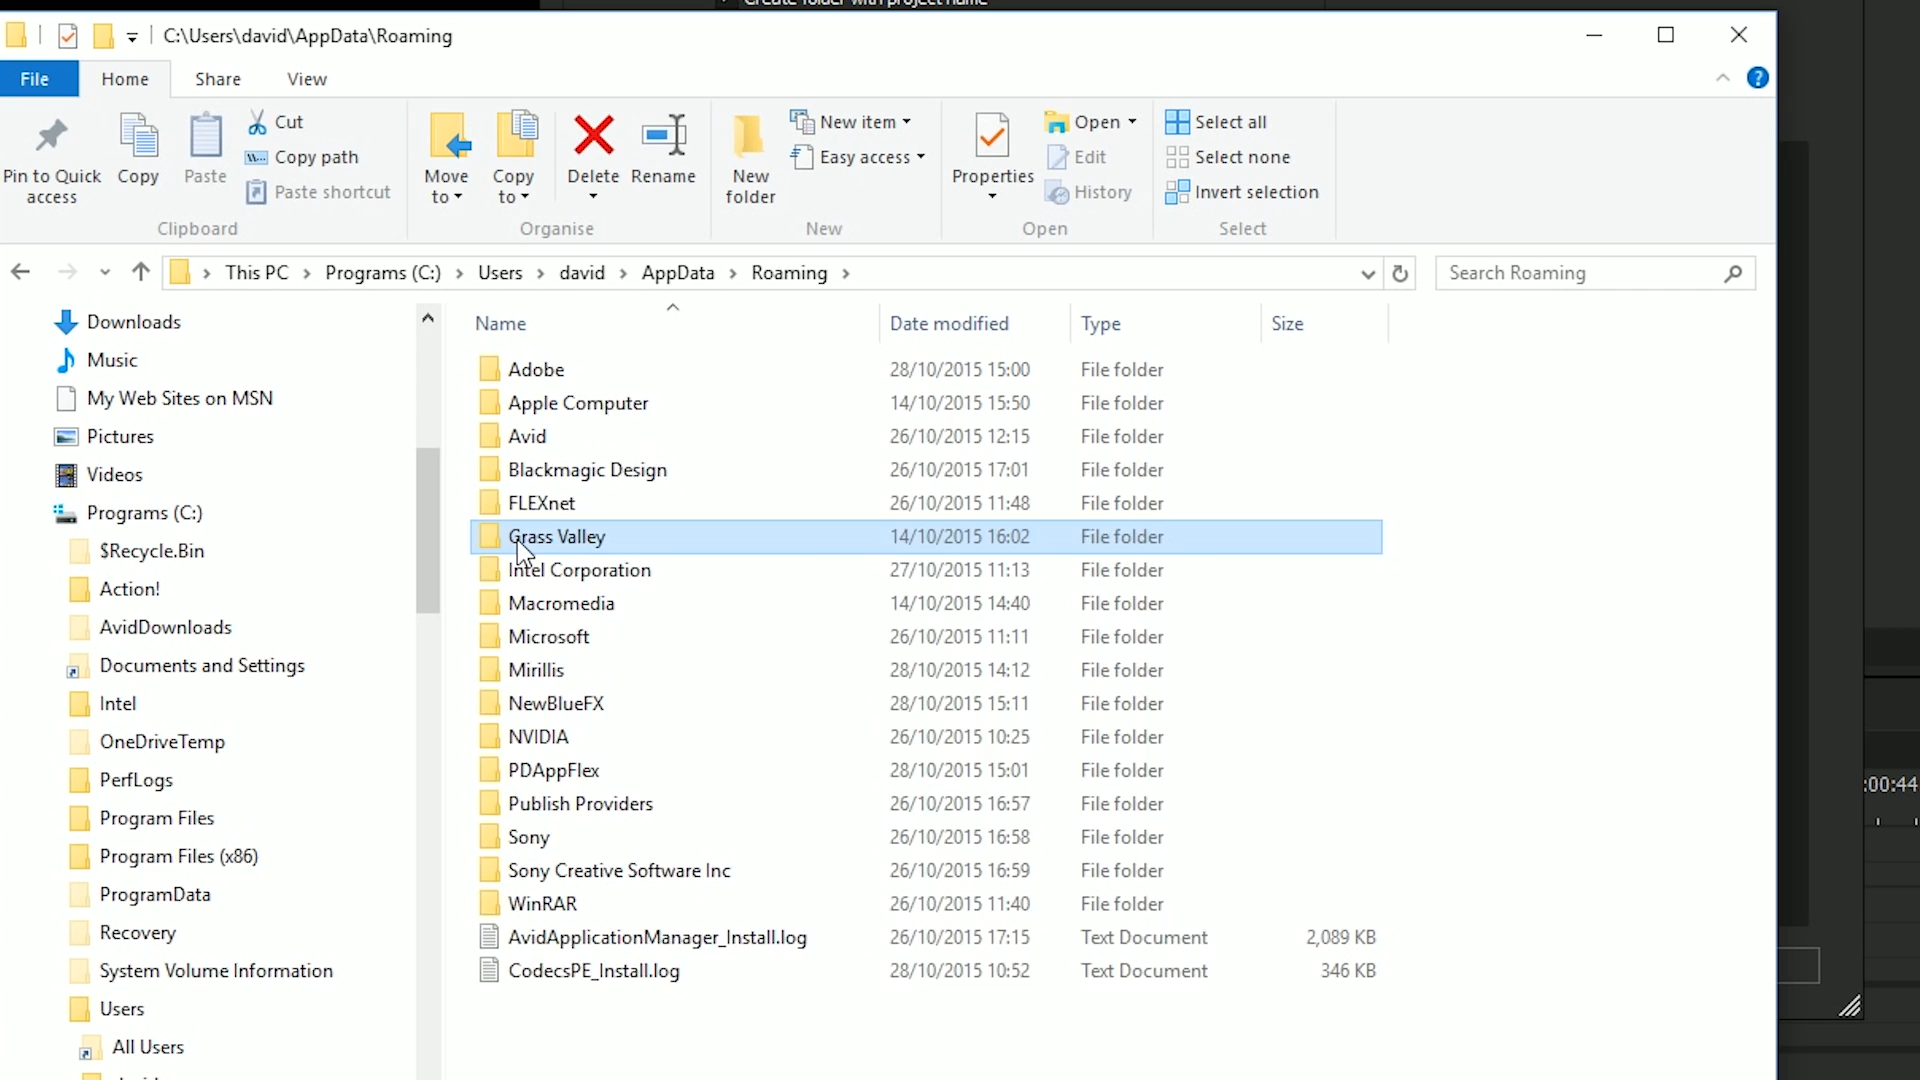 Create folder with project name
C:\Users\david\AppData\Roaming
File Home Share View
Pin to Quick access
Copy
Paste
Cut
Copy path
Paste shortcut
Clipboard
Move to
Copy to
Delete
Rename
Organise
New folder
New item
Easy access
New
Properties
Open
Edit
History
Open
Select all
Select none
Invert selection
Select
This PC > Programs (C:) > Users > david > AppData > Roaming >
Search Roaming
Downloads
Music
My Web Sites on MSN
Pictures
Videos
Programs (C:)
$Recycle.Bin
Action!
AvidDownloads
Documents and Settings
Intel
OneDriveTemp
PerfLogs
Program Files
Program Files (x86)
ProgramData
Recovery
System Volume Information
Users
All Users
Name Date modified Type Size
Adobe 28/10/2015 15:00 File folder
Apple Computer 14/10/2015 15:50 File folder
Avid 26/10/2015 12:15 File folder
Blackmagic Design 26/10/2015 17:01 File folder
FLEXnet 26/10/2015 11:48 File folder
Grass Valley 14/10/2015 16:02 File folder
Intel Corporation 27/10/2015 11:13 File folder
Macromedia 14/10/2015 14:40 File folder
Microsoft 26/10/2015 11:11 File folder
Mirillis 28/10/2015 14:12 File folder
NewBlueFX 28/10/2015 15:11 File folder
NVIDIA 26/10/2015 10:25 File folder
PDAppFlex 28/10/2015 15:01 File folder
Publish Providers 26/10/2015 16:57 File folder
Sony 26/10/2015 16:58 File folder
Sony Creative Software Inc 26/10/2015 16:59 File folder
WinRAR 26/10/2015 11:40 File folder
AvidApplicationManager_Install.log 26/10/2015 17:15 Text Document 2,089 KB
CodecsPE_Install.log 28/10/2015 10:52 Text Document 346 KB
:00:44